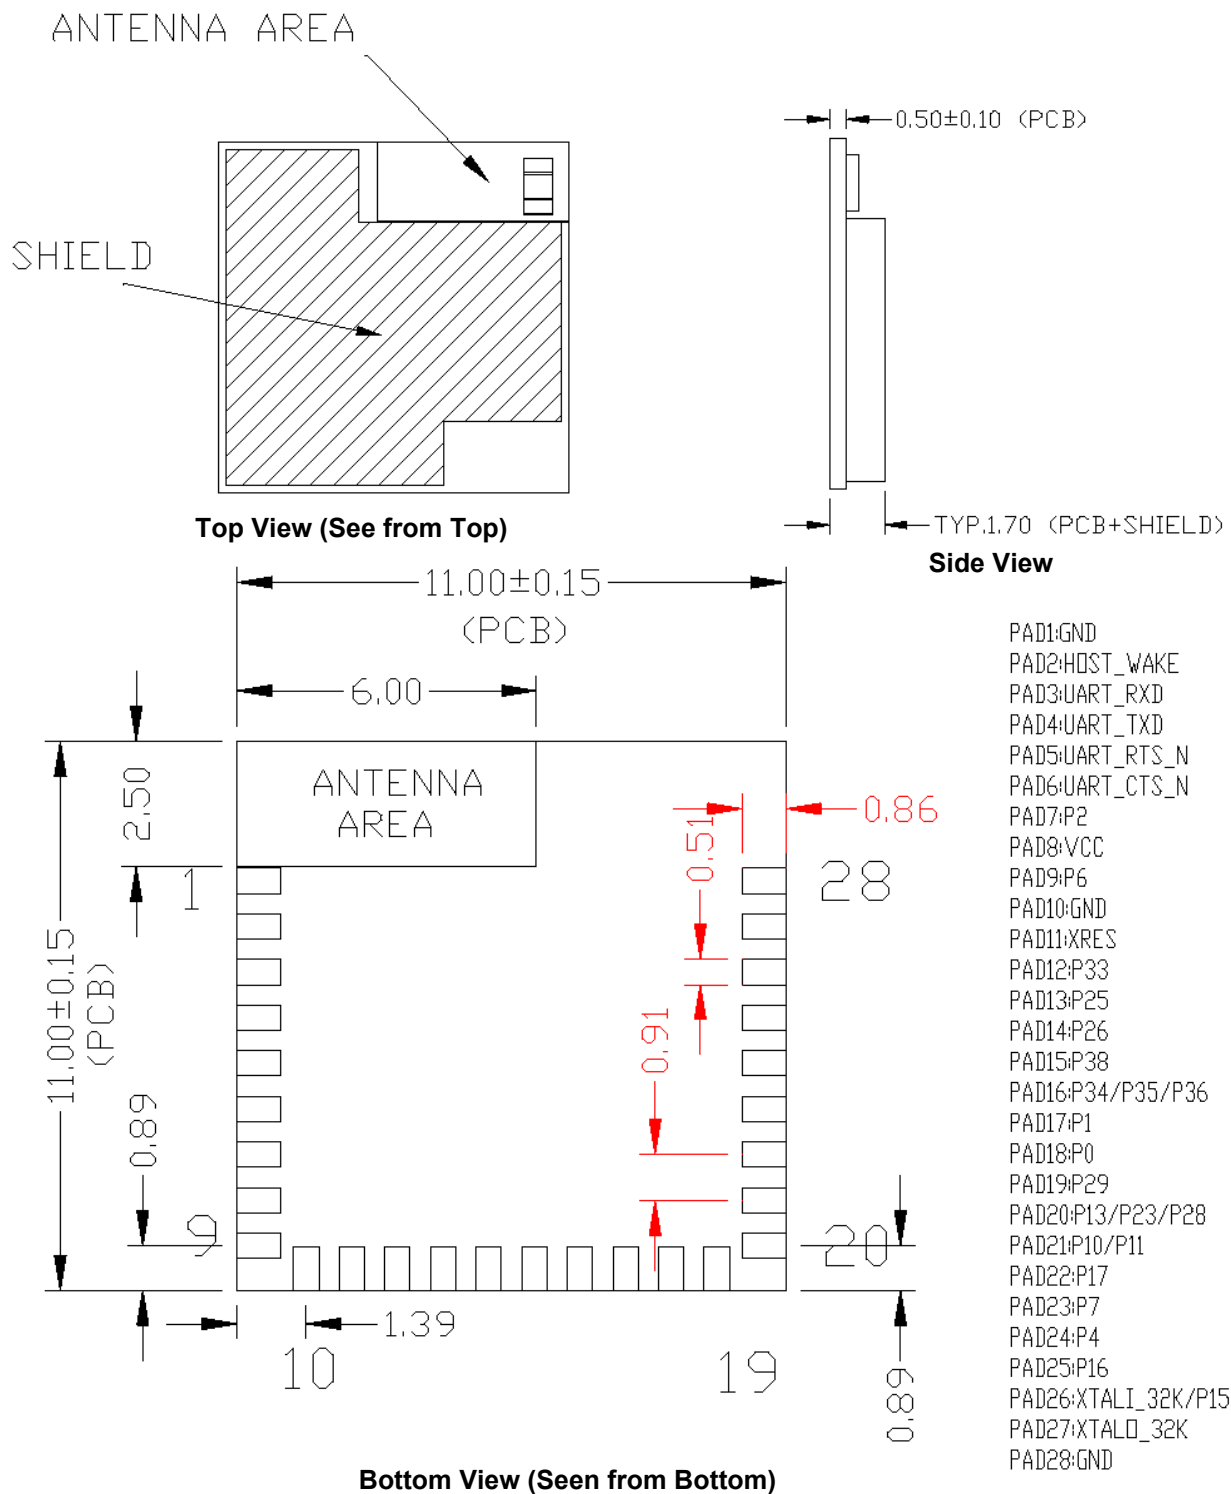 ANTENNA AREA
0.50±0.10 (PCB)
SHIELD
Top View (See from Top)
TYP.1.70 (PCB+SHIELD)
Side View
11.00±0.15
(PCB)
6.00
2.50
11.00±0.15
(PCB)
0.89
ANTENNA
AREA
0.86
0.51
0.91
1
28
9
20
1.39
10
19
0.89
PAD1:GND
PAD2:HOST_WAKE
PAD3:UART_RXD
PAD4:UART_TXD
PAD5:UART_RTS_N
PAD6:UART_CTS_N
PAD7:P2
PAD8:VCC
PAD9:P6
PAD10:GND
PAD11:XRES
PAD12:P33
PAD13:P25
PAD14:P26
PAD15:P38
PAD16:P34/P35/P36
PAD17:P1
PAD18:P0
PAD19:P29
PAD20:P13/P23/P28
PAD21:P10/P11
PAD22:P17
PAD23:P7
PAD24:P4
PAD25:P16
PAD26:XTALI_32K/P15
PAD27:XTALO_32K
PAD28:GND
Bottom View (Seen from Bottom)